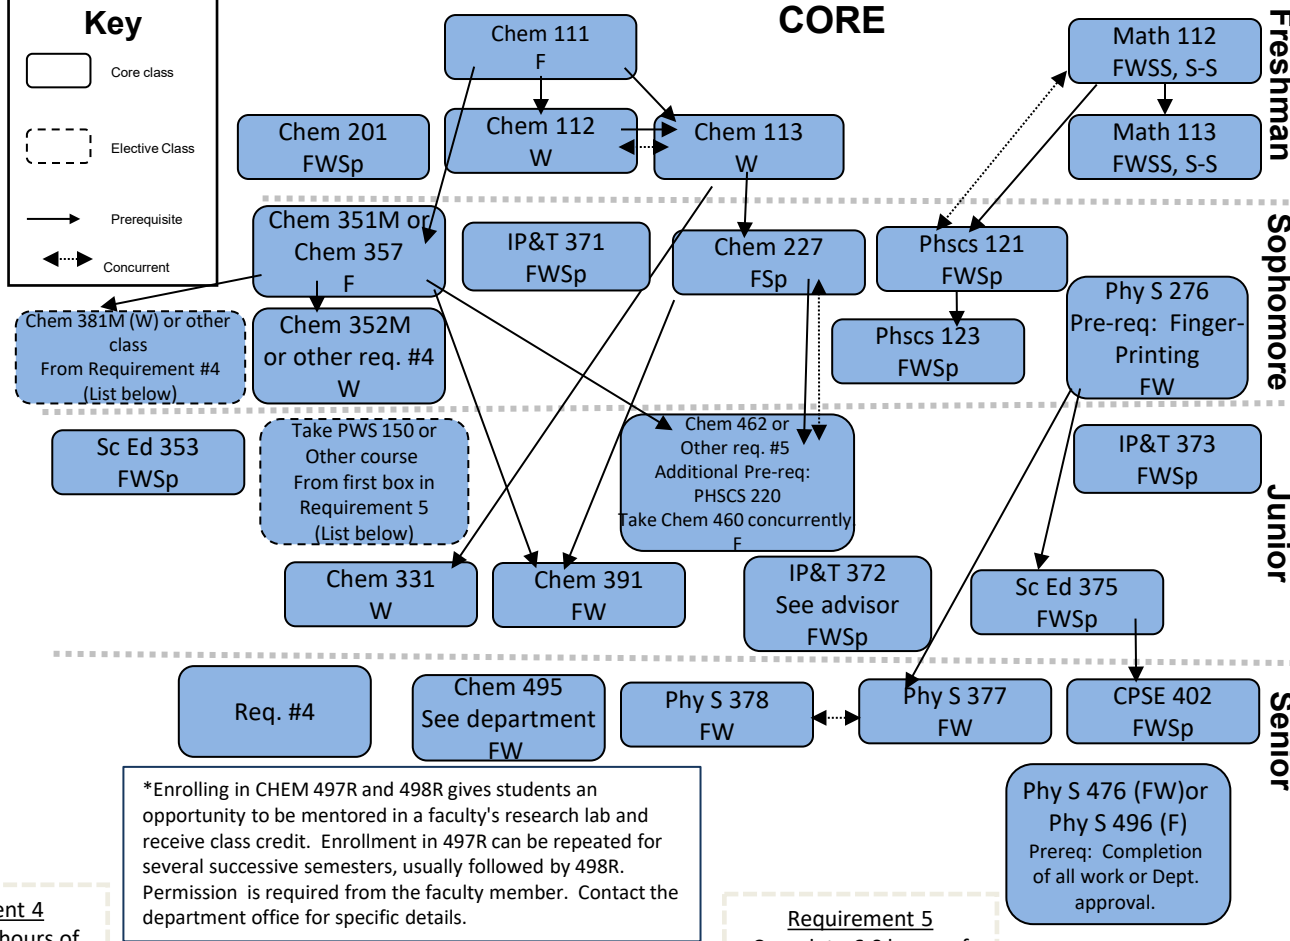 Key
Core class
Elective Class
Prerequisite
Concurrent
CORE
Freshman
Chem 111
F
Math 112
FWSS, S-S
Chem 201
FWSp
Chem 112
W
Chem 113
W
Math 113
FWSS, S-S
Sophomore
Chem 351M or
Chem 357
F
IP&T 371
FWSp
Chem 227
FSp
Phscs 121
FWSp
Phy S 276
Pre-req: Finger-
Printing
FW
Chem 381M (W) or other
class
From Requirement #4
(List below)
Chem 352M
or other req. #4
W
Phscs 123
FWSp
Junior
Sc Ed 353
FWSp
Take PWS 150 or
Other course
From first box in
Requirement 5
(List below)
Chem 462 or
Other req. #5
Additional Pre-req:
PHSCS 220
Take Chem 460 concurrently.
F
IP&T 373
FWSp
Chem 331
W
Chem 391
FW
IP&T 372
See advisor
FWSp
Sc Ed 375
FWSp
Senior
Req. #4
Chem 495
See department
FW
Phy S 378
FW
Phy S 377
FW
CPSE 402
FWSp
*Enrolling in CHEM 497R and 498R gives students an
opportunity to be mentored in a faculty's research lab and
receive class credit. Enrollment in 497R can be repeated for
several successive semesters, usually followed by 498R.
Permission is required from the faculty member. Contact the
department office for specific details.
Phy S 476 (FW)or
Phy S 496 (F)
Prereq: Completion
of all work or Dept.
approval.
ent 4
hours of
Requirement 5